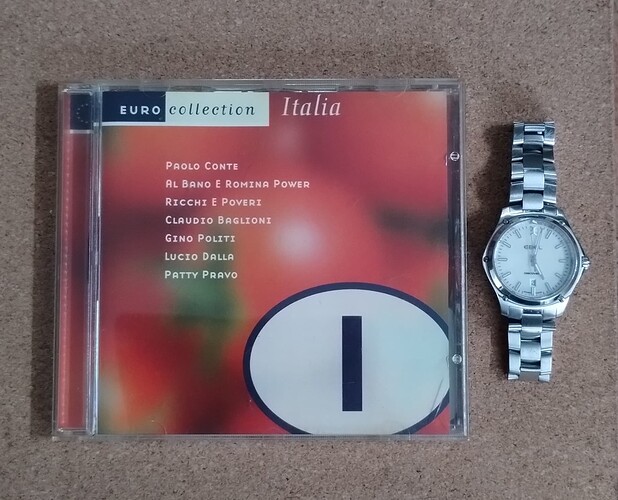 EURO collection Italia
PAOLO CONTE
AL BANO E ROMINA POWER
RICCHI E POVERI
CLAUDIO BAGLIONI
GINO POLITI
LUCIO DALLA
PATTY PRAVO
I
EBEL